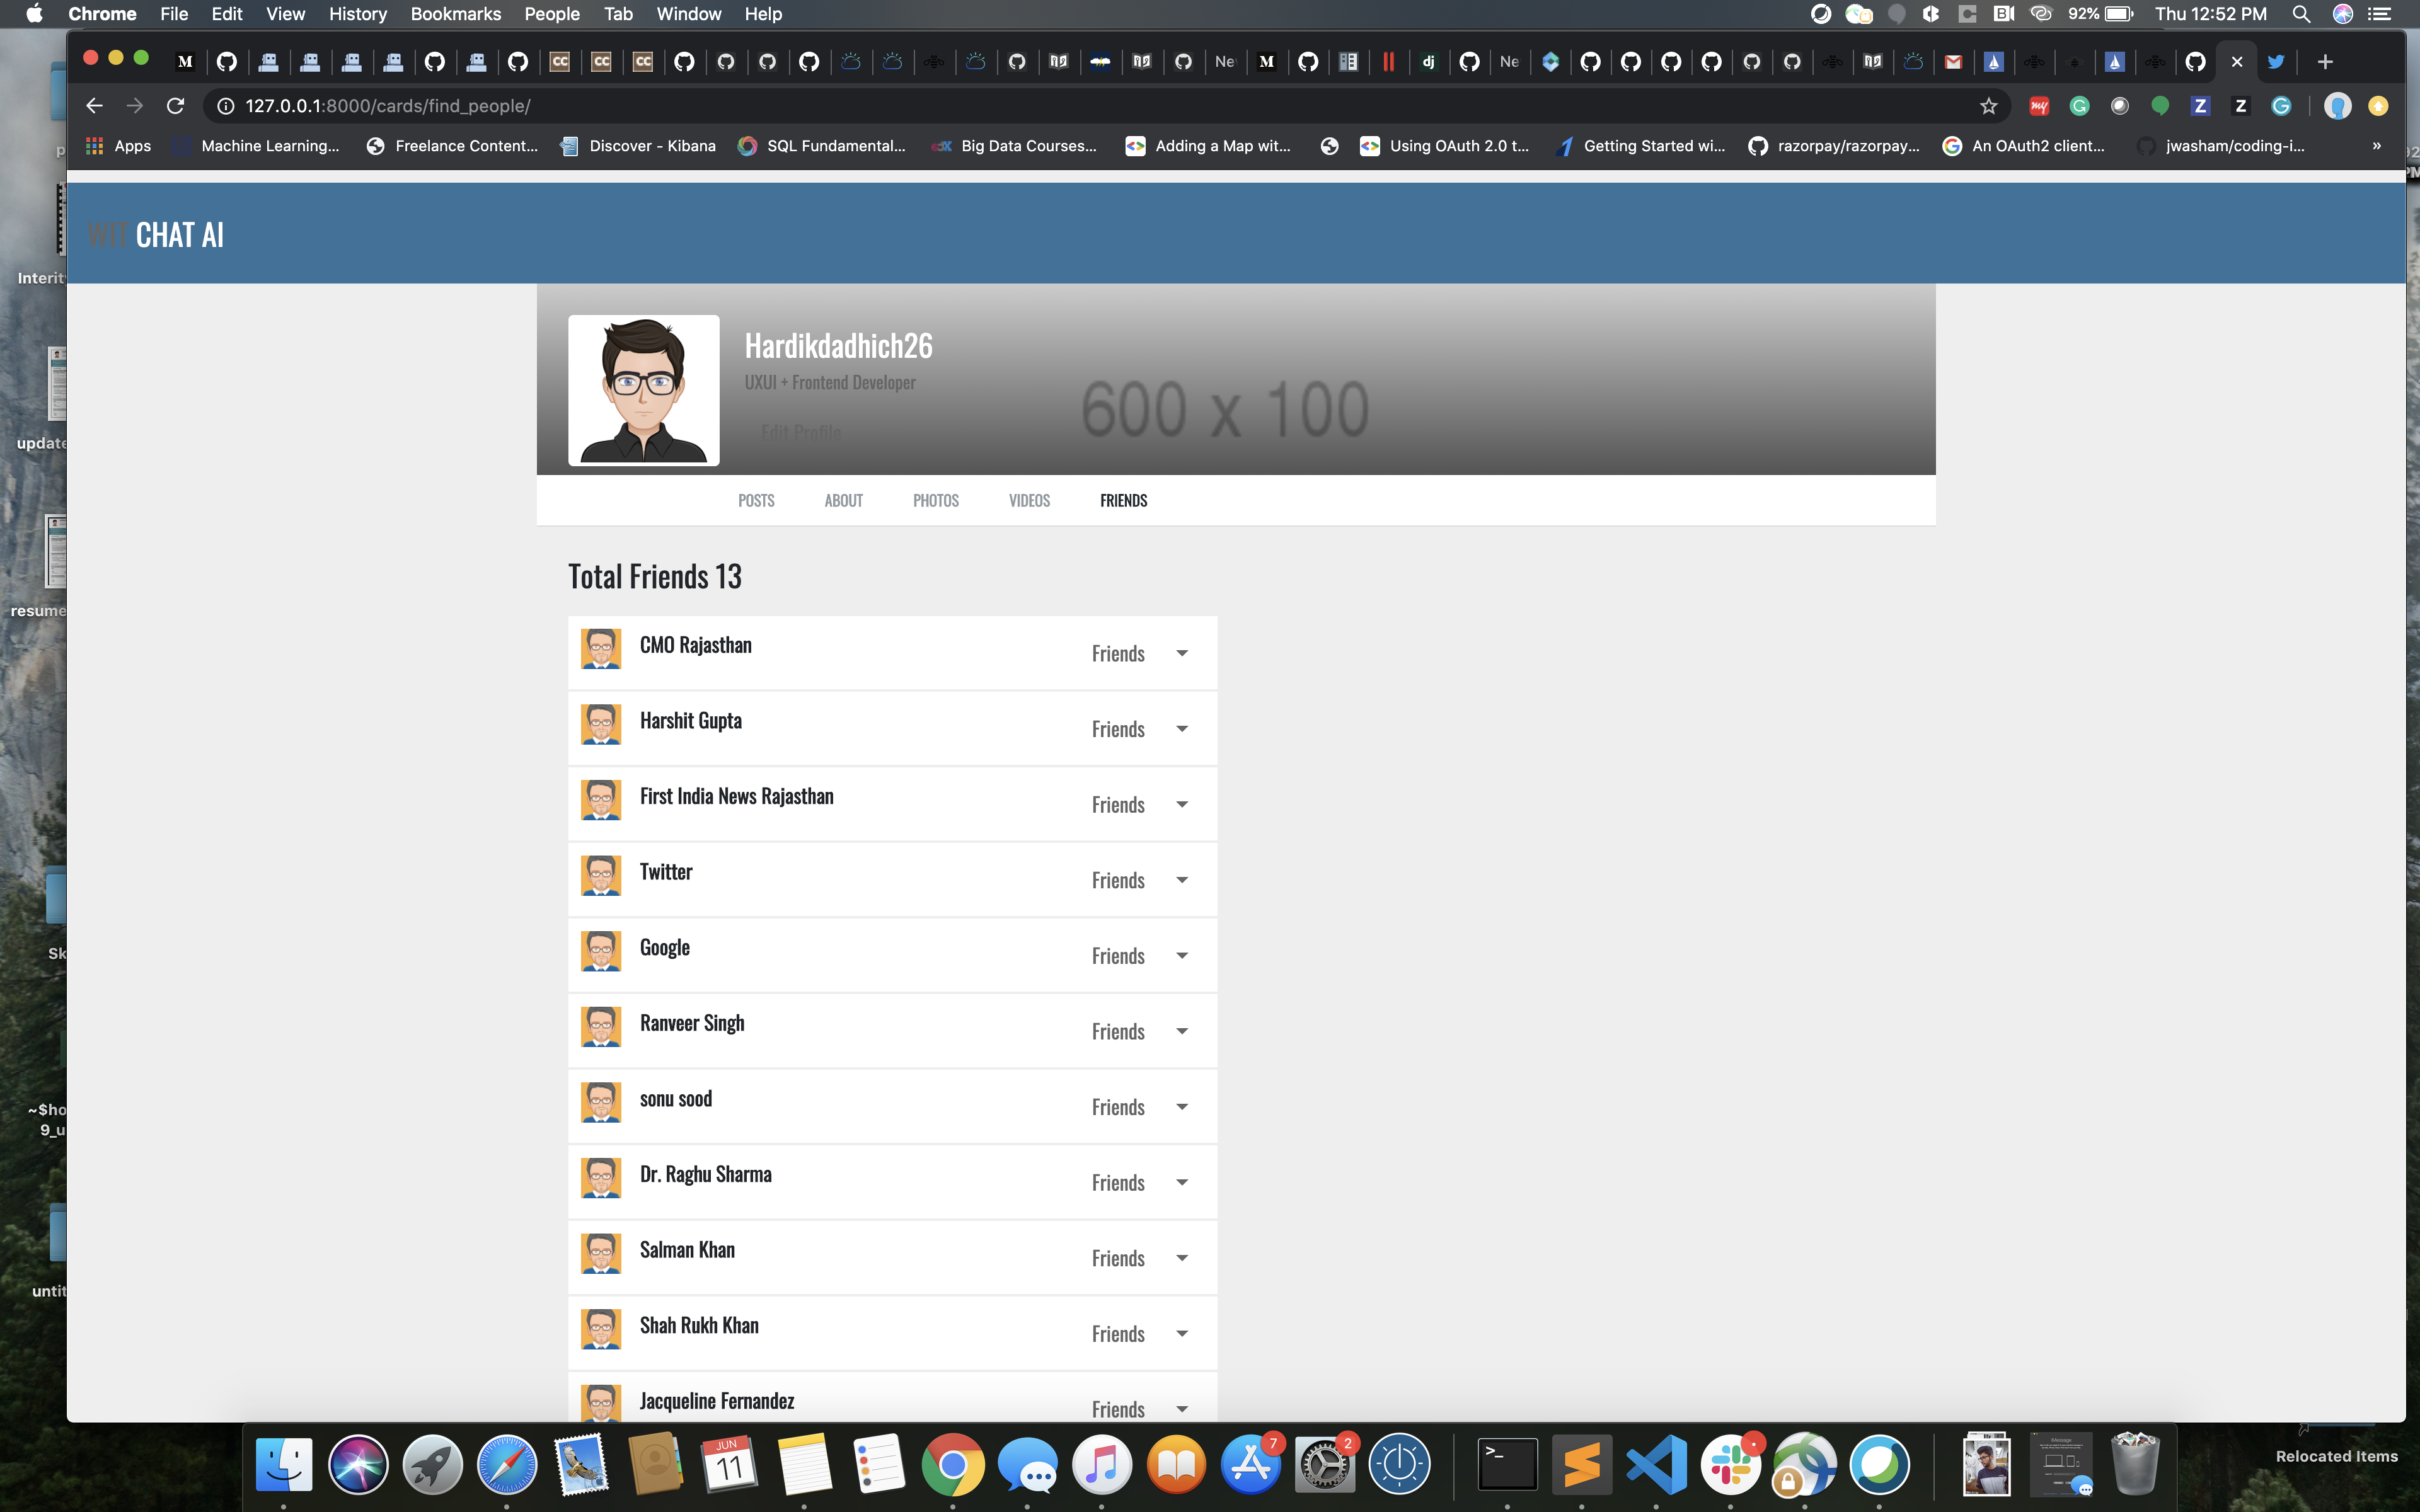 Chrome File Edit View History Bookmarks People Tab Window Help 92% Thu 12:52 PM
127.0.0.1:8000/cards/find_people/
Apps Machine Learning... Freelance Content... Discover - Kibana SQL Fundamental... Big Data Courses... Adding a Map wit... Using OAuth 2.0 t... Getting Started wi... razorpay/razorpay... An OAuth2 client... jwasham/coding-i... »
WIT CHAT AI
Hardikdadhich26
UXUI + Frontend Developer
600 x 100
Edit Profile
POSTS ABOUT PHOTOS VIDEOS FRIENDS
Total Friends 13
CMO Rajasthan Friends
Harshit Gupta Friends
First India News Rajasthan Friends
Twitter Friends
Google Friends
Ranveer Singh Friends
sonu sood Friends
Dr. Raghu Sharma Friends
Salman Khan Friends
Shah Rukh Khan Friends
Jacqueline Fernandez Friends
Interit
update
resume
Sk
~$ho
9_u
untit
JUN
11
7
2
Relocated Items